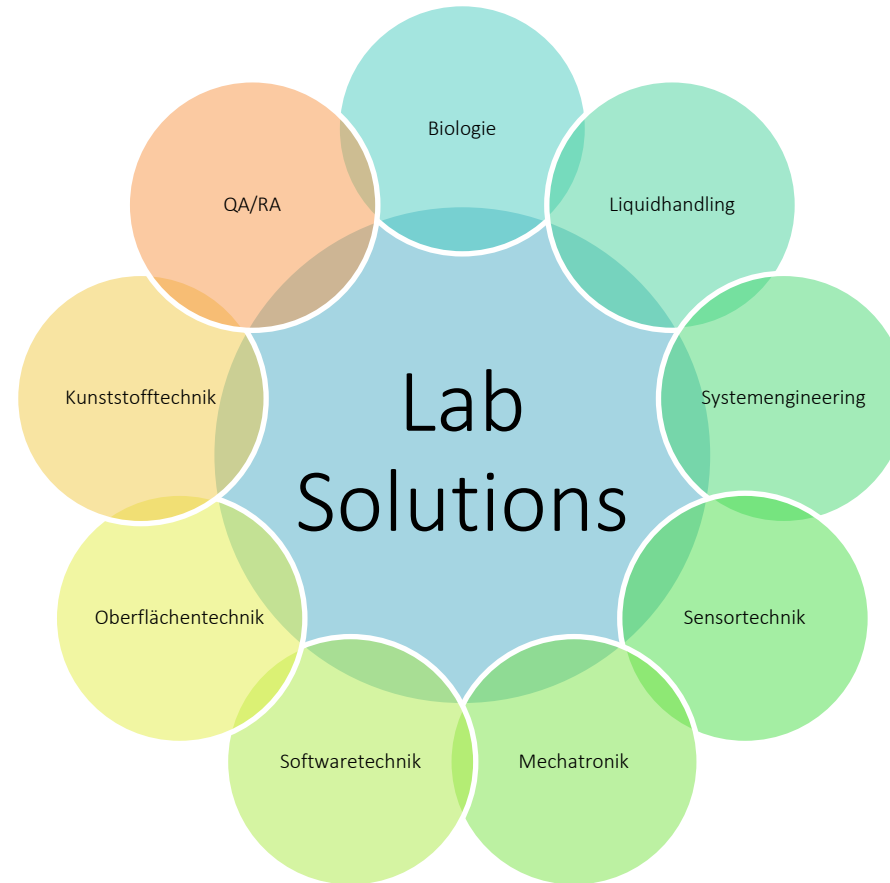 Biologie
QA/RA
Liquidhandling
Kunststofftechnik
Lab
Solutions
Systemengineering
Oberflächentechnik
Sensortechnik
Softwaretechnik
Mechatronik